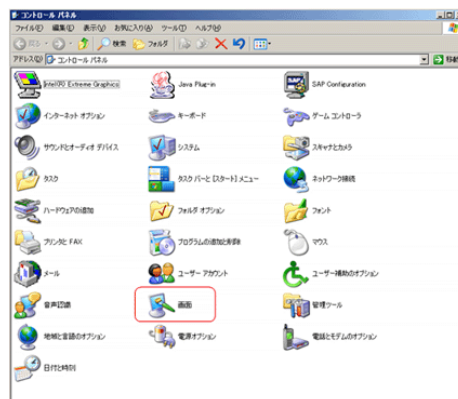 コントロール パネル
ファイル(F) 編集(E) 表示(V) お気に入り(A) ツール(T) ヘルプ(H)
戻る 検索 フォルダ
アドレス(D) コントロール パネル 移動
Intel(R) Extreme Graphics Java Plug-in SAP Configuration
インターネット オプション キーボード ゲーム コントローラ
サウンドとオーディオ デバイス システム スキャナとカメラ
タスク タスク バーと [スタート] メニュー ネットワーク接続
ハードウェアの追加 フォルダ オプション フォント
プリンタと FAX プログラムの追加と削除 マウス
メール ユーザー アカウント ユーザー補助のオプション
音声認識 画面 管理ツール
地域と言語のオプション 電源オプション 電話とモデムのオプション
日付と時刻